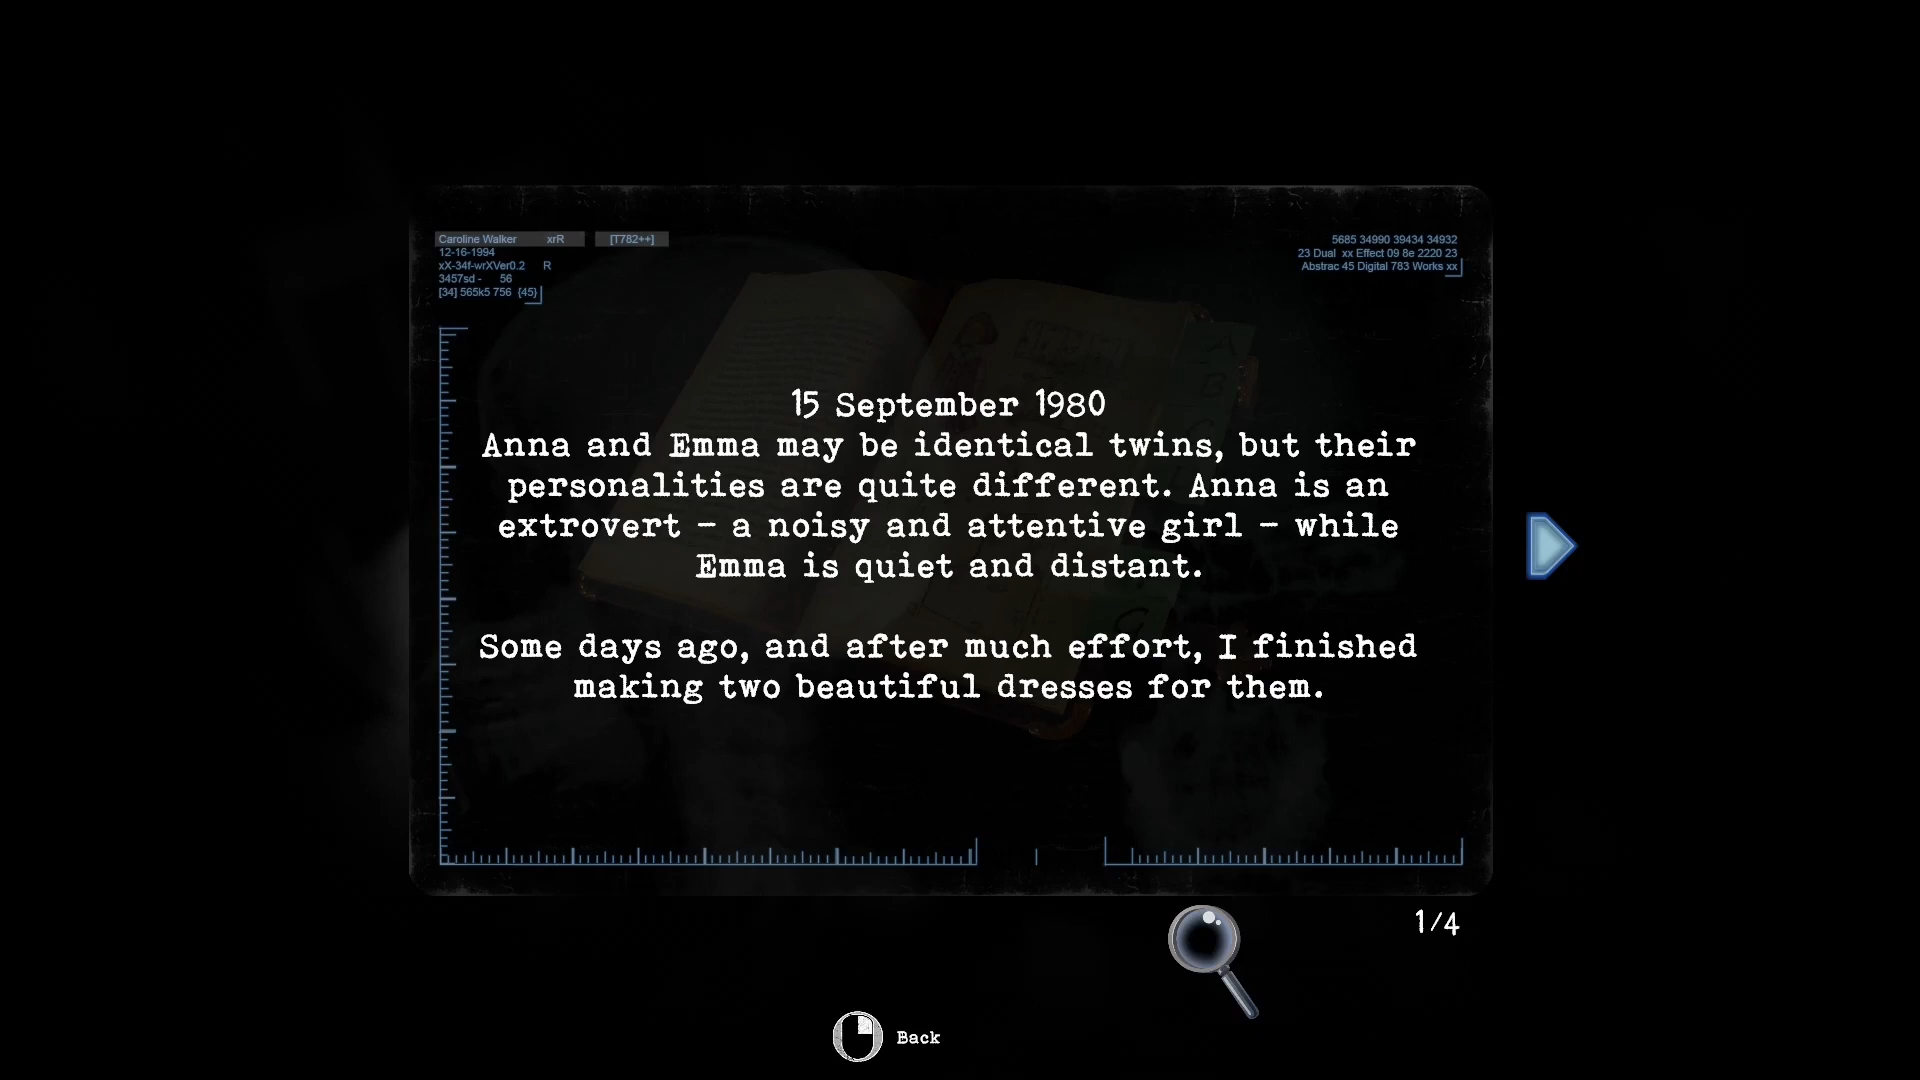 Caroline Walker xrR [T782++]
12-16-1994
xX-34f-wrXVer0.2 R
3457sd - 56
[34] 565k5 756 {45}
5685 34990 39434 34932
23 Dual xx Effect 09 8e 2220 23
Abstrac 45 Digital 783 Works xx
15 September 1980
Anna and Emma may be identical twins, but their
personalities are quite different. Anna is an
extrovert - a noisy and attentive girl - while
Emma is quiet and distant.
Some days ago, and after much effort, I finished
making two beautiful dresses for them.
1/4
Back